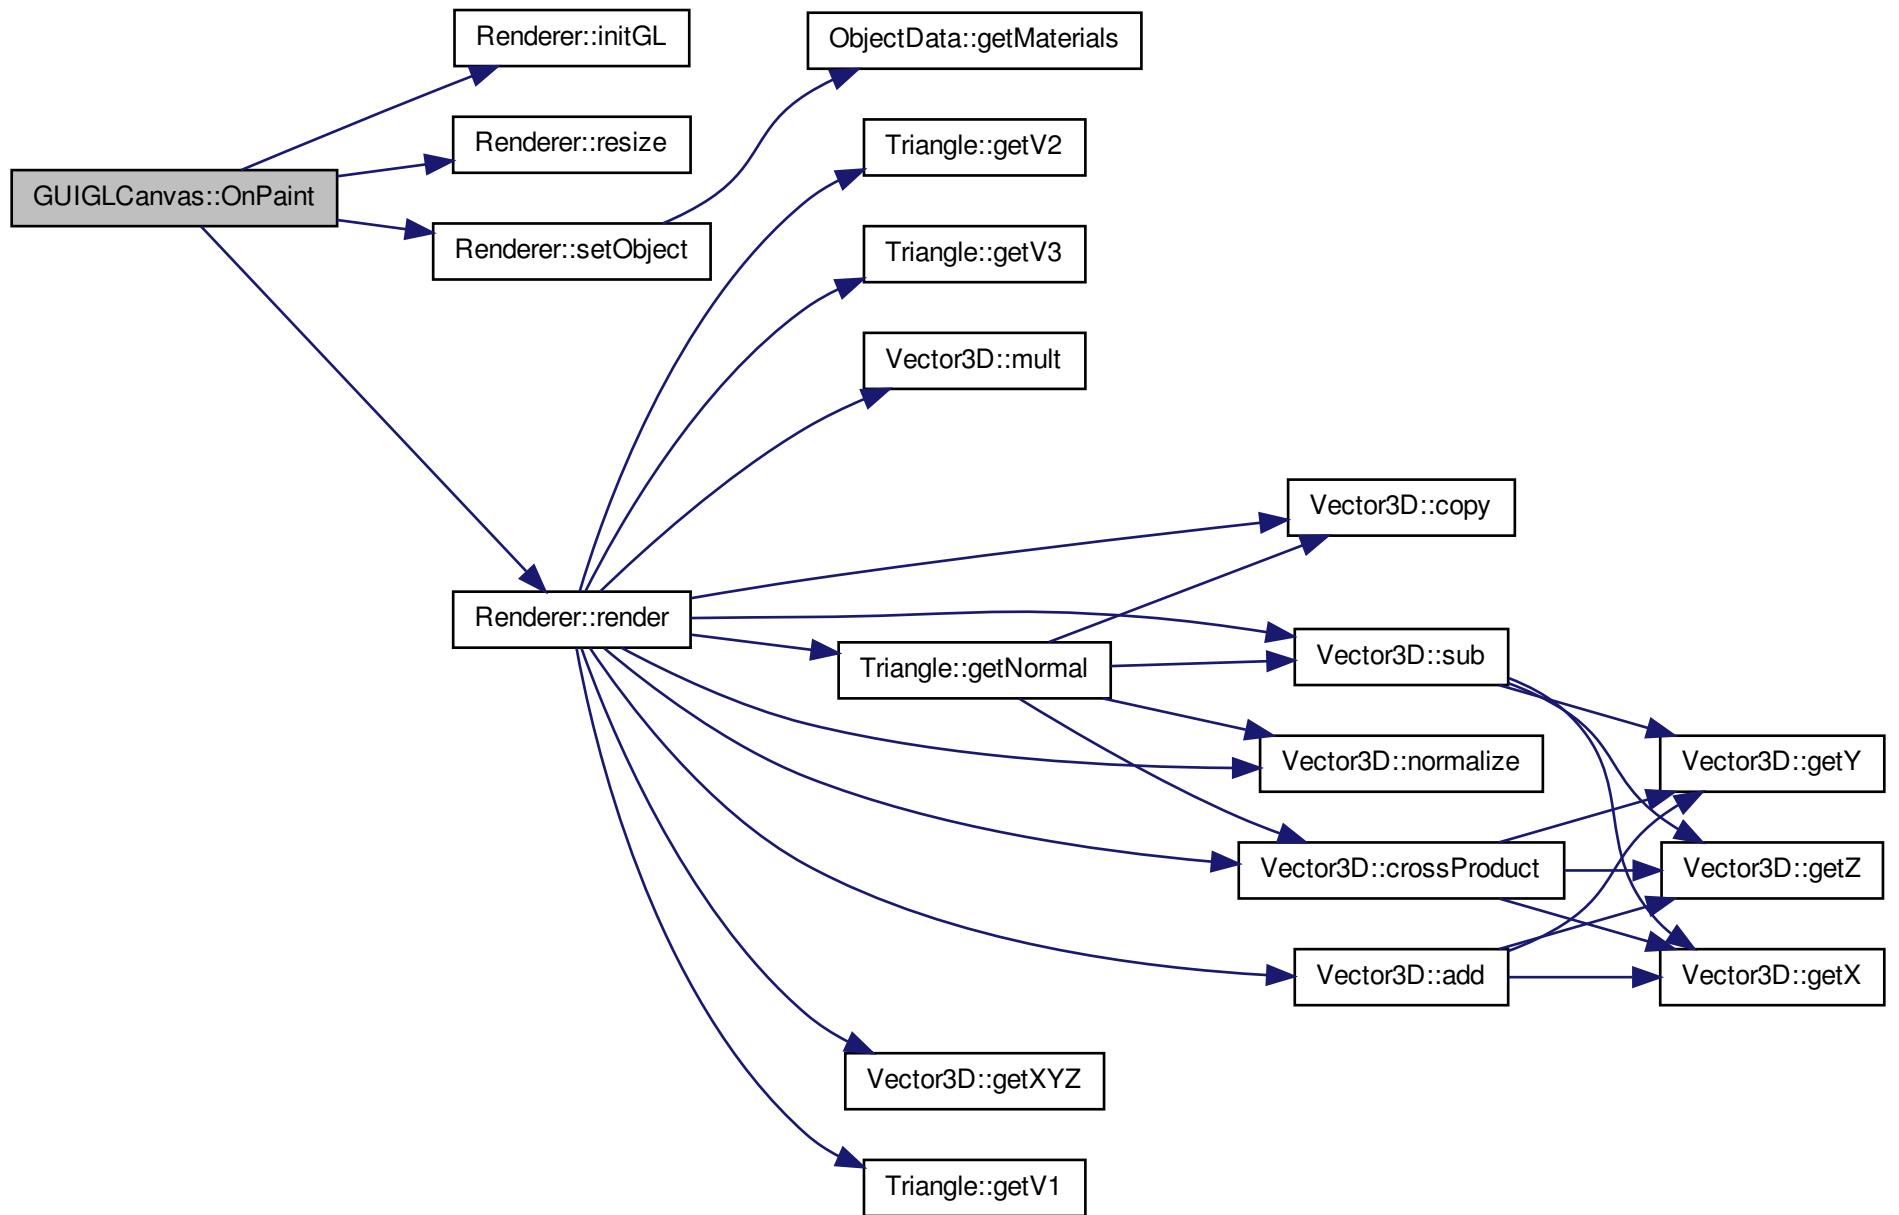 Renderer::initGL
ObjectData::getMaterials
Renderer::resize
Triangle::getV2
GUIGLCanvas::OnPaint
Renderer::setObject
Triangle::getV3
Vector3D::mult
Vector3D::copy
Renderer::render
Triangle::getNormal
Vector3D::sub
Vector3D::normalize
Vector3D::getY
Vector3D::crossProduct
Vector3D::getZ
Vector3D::add
Vector3D::getX
Vector3D::getXYZ
Triangle::getV1